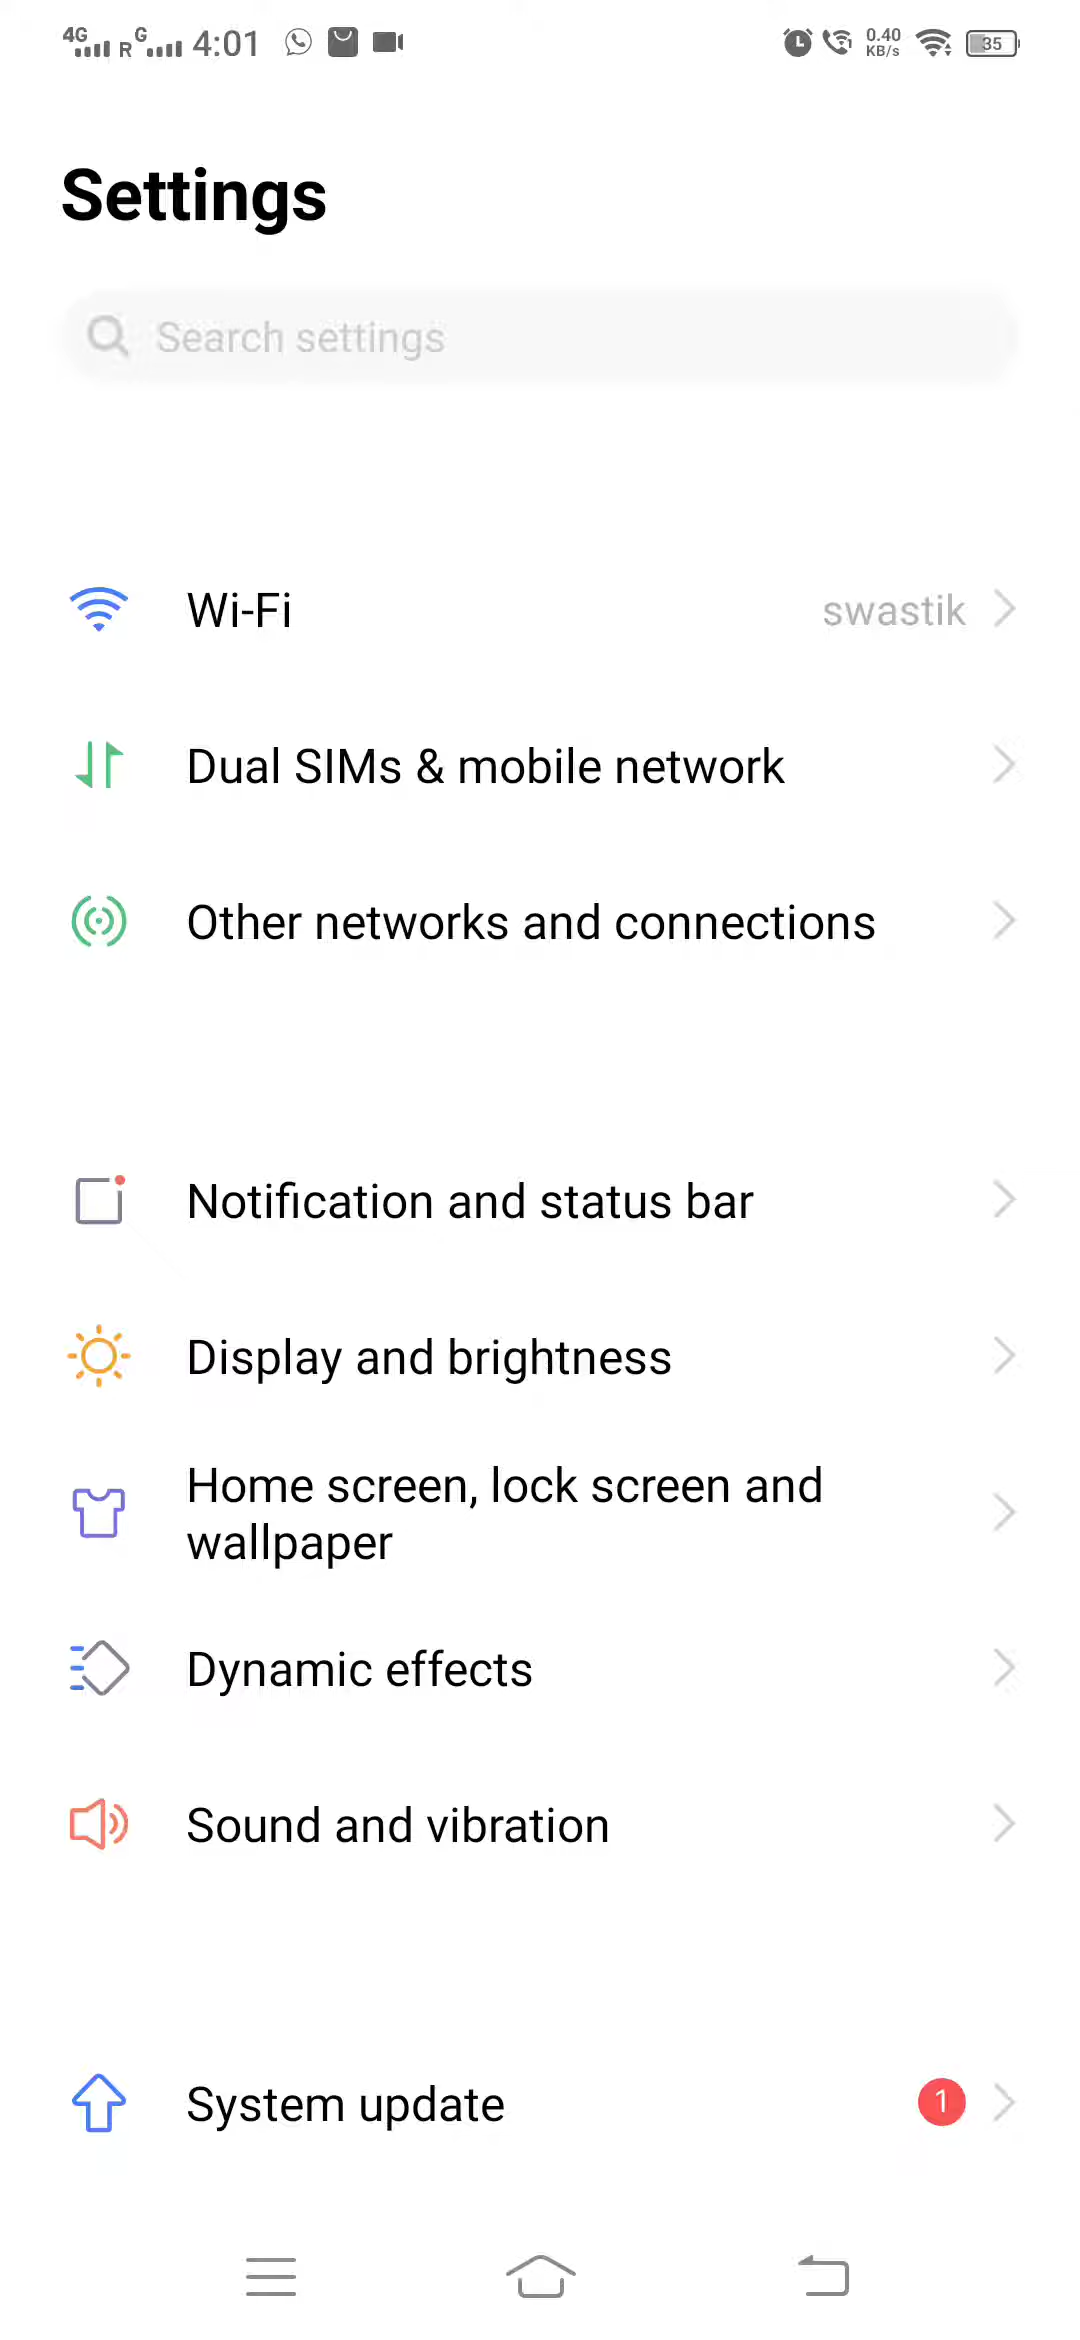 4G R G 4:01 0.40 KB/s 35
Settings
Search settings
Wi-Fi swastik
Dual SIMs & mobile network
Other networks and connections
Notification and status bar
Display and brightness
Home screen, lock screen and
wallpaper
Dynamic effects
Sound and vibration
System update 1